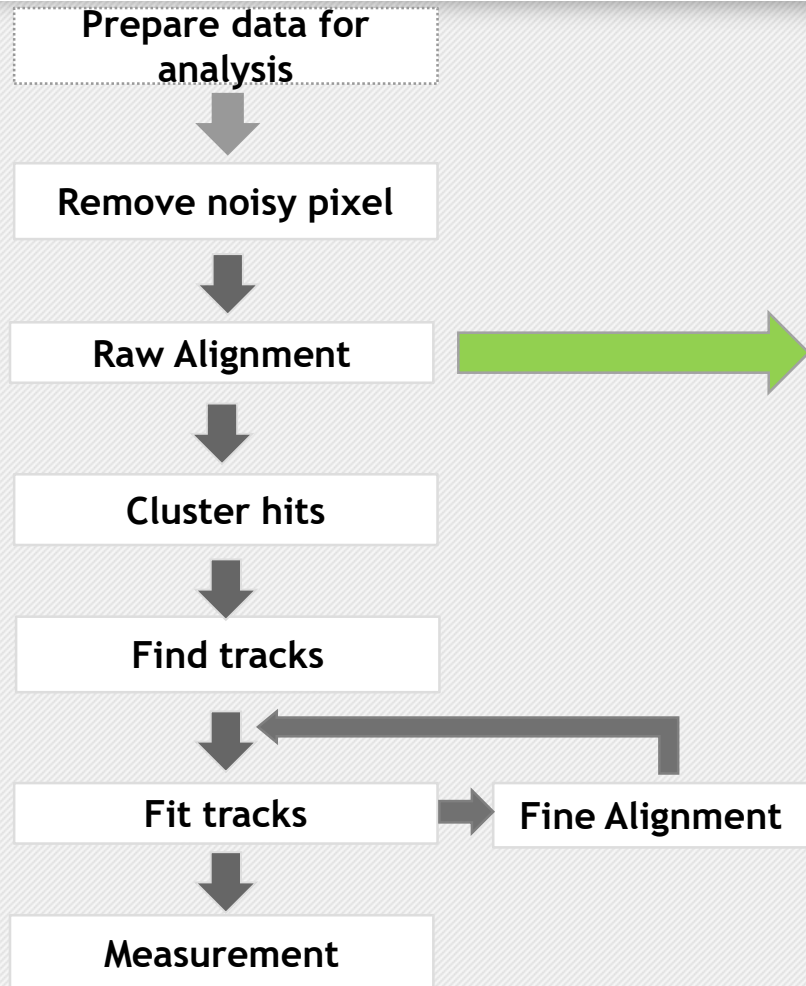 Prepare data for
analysis
Remove noisy pixel
Raw Alignment
Cluster hits
Find tracks
Fit tracks
Fine Alignment
Measurement